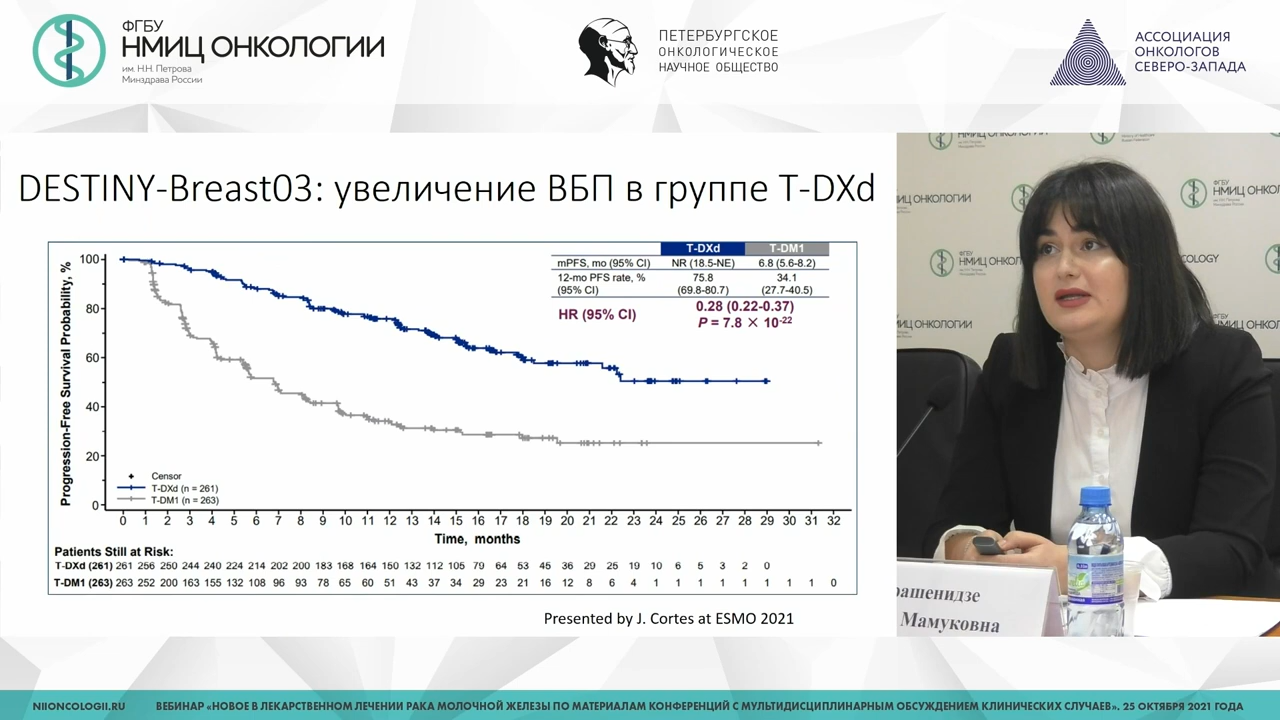 ФГБУ
НМИЦ ОНКОЛОГИИ
им. Н.Н. Петрова
Минздрава России
ПЕТЕРБУРГСКОЕ
ОНКОЛОГИЧЕСКОЕ
НАУЧНОЕ ОБЩЕСТВО
АССОЦИАЦИЯ
ОНКОЛОГОВ
СЕВЕРО-ЗАПАДА
DESTINY-Breast03: увеличение ВБП в группе T-DXd
T-DXd T-DM1
mPFS, mo (95% CI) NR (18.5-NE) 6.8 (5.6-8.2)
12-mo PFS rate, % 75.8 34.1
(95% CI) (69.8-80.7) (27.7-40.5)
HR (95% CI) 0.28 (0.22-0.37)
P = 7.8 × 10-22
Progression-Free Survival Probability, %
100
80
60
40
20
0
Censor
T-DXd (n = 261)
T-DM1 (n = 263)
0 1 2 3 4 5 6 7 8 9 10 11 12 13 14 15 16 17 18 19 20 21 22 23 24 25 26 27 28 29 30 31 32
Time, months
Patients Still at Risk:
T-DXd (261) 261 256 250 244 240 224 214 202 200 183 168 164 150 132 112 105 79 64 53 45 36 29 25 19 10 6 5 3 2 0
T-DM1 (263) 263 252 200 163 155 132 108 96 93 78 65 60 51 43 37 34 29 23 21 16 12 8 6 4 1 1 1 1 1 1 1 1 0
Presented by J. Cortes at ESMO 2021
ФГБУ
НМИЦ ОНКОЛОГИИ
рашенидзе
Мамуковна
NIIONCOLOGII.RU ВЕБИНАР «НОВОЕ В ЛЕКАРСТВЕННОМ ЛЕЧЕНИИ РАКА МОЛОЧНОЙ ЖЕЛЕЗЫ ПО МАТЕРИАЛАМ КОНФЕРЕНЦИЙ С МУЛЬТИДИСЦИПЛИНАРНЫМ ОБСУЖДЕНИЕМ КЛИНИЧЕСКИХ СЛУЧАЕВ». 25 ОКТЯБРЯ 2021 ГОДА